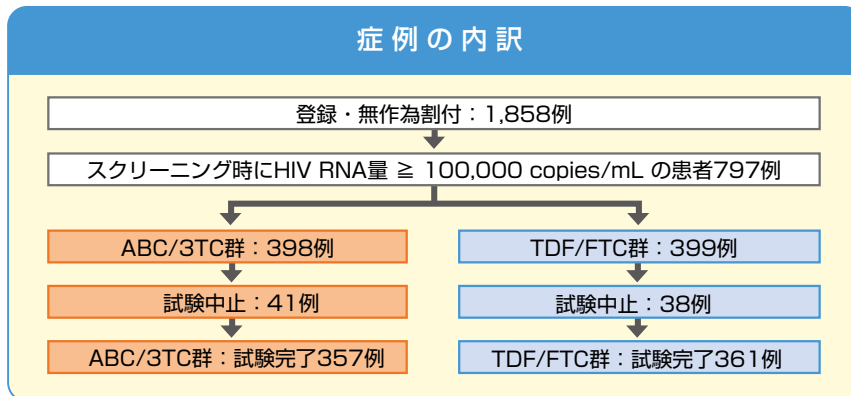 症例の内訳
登録・無作為割付：1,858例
スクリーニング時にHIV RNA量 ≧ 100,000 copies/mL の患者797例
ABC/3TC群：398例
TDF/FTC群：399例
試験中止：41例
試験中止：38例
ABC/3TC群：試験完了357例
TDF/FTC群：試験完了361例